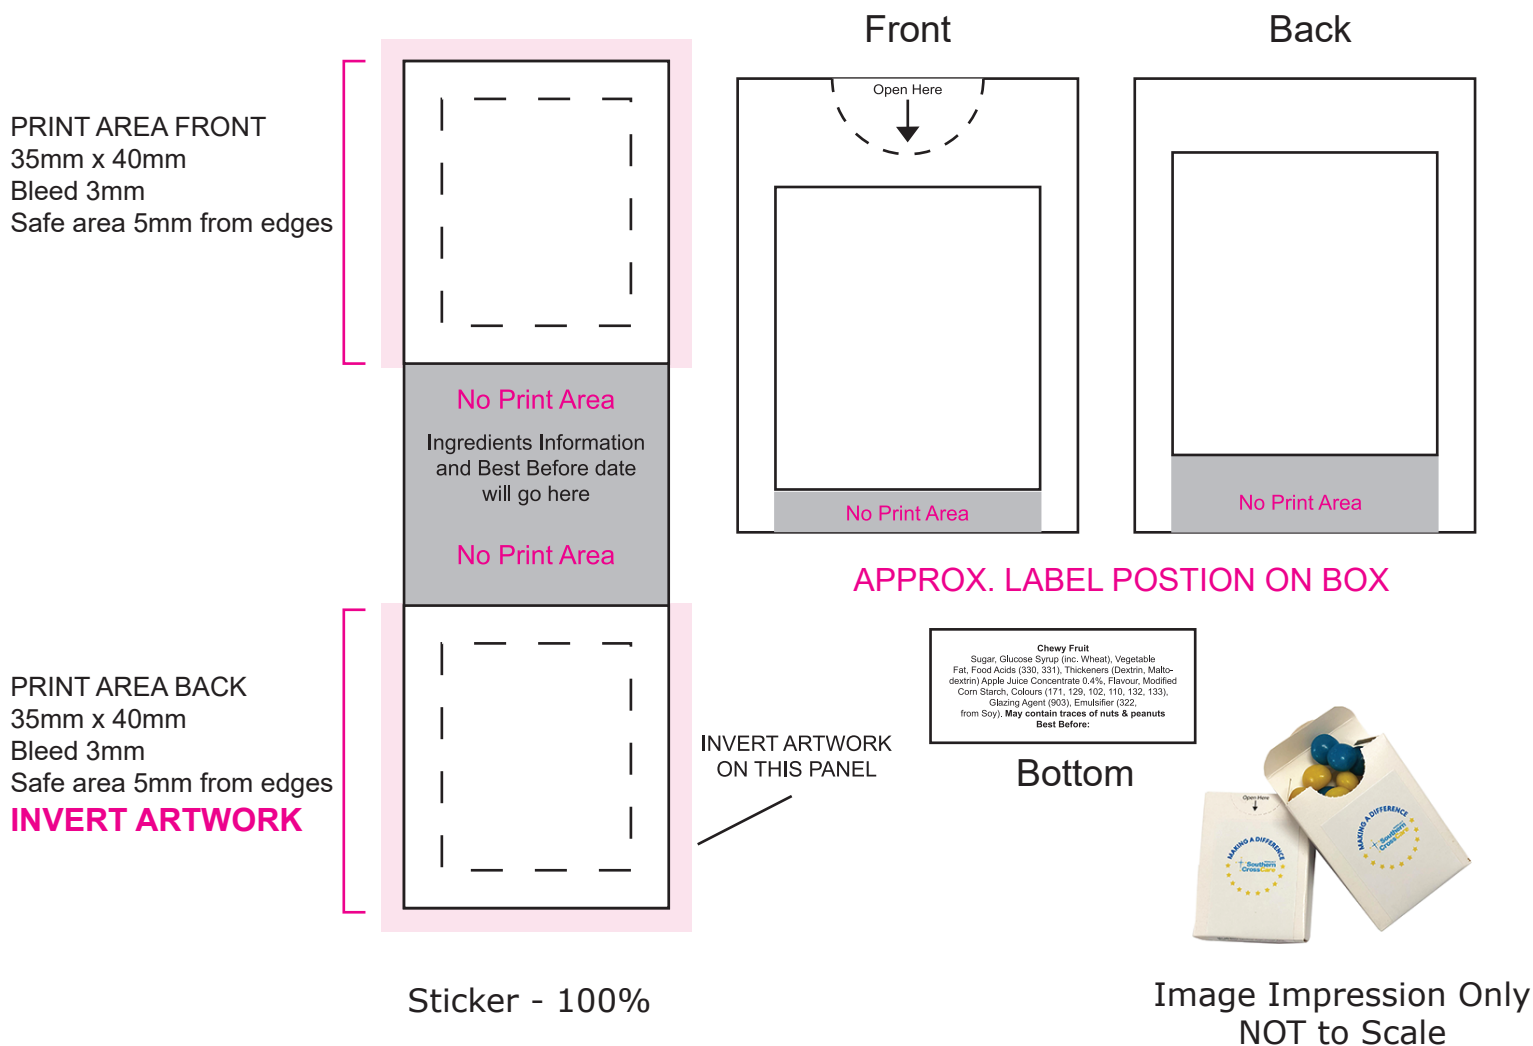 PRINT AREA FRONT
35mm x 40mm
Bleed 3mm
Safe area 5mm from edges
No Print Area
Ingredients Information
and Best Before date
will go here
No Print Area
PRINT AREA BACK
35mm x 40mm
Bleed 3mm
Safe area 5mm from edges
INVERT ARTWORK
INVERT ARTWORK
ON THIS PANEL
Sticker - 100%
Front
Open Here
No Print Area
Back
No Print Area
APPROX. LABEL POSTION ON BOX
Chewy Fruit
Sugar, Glucose Syrup (inc. Wheat), Vegetable
Fat, Food Acids (330, 331), Thickeners (Dextrin, Malto-
dextrin) Apple Juice Concentrate 0.4%, Flavour, Modified
Corn Starch, Colours (171, 129, 102, 110, 132, 133),
Glazing Agent (903), Emulsifier (322,
from Soy). May contain traces of nuts & peanuts
Best Before:
Bottom
Open Here
MAKING A DIFFERENCE
Southern
CrossCare
MAKING A DIFFERENCE
Southern
CrossCare
Image Impression Only
NOT to Scale